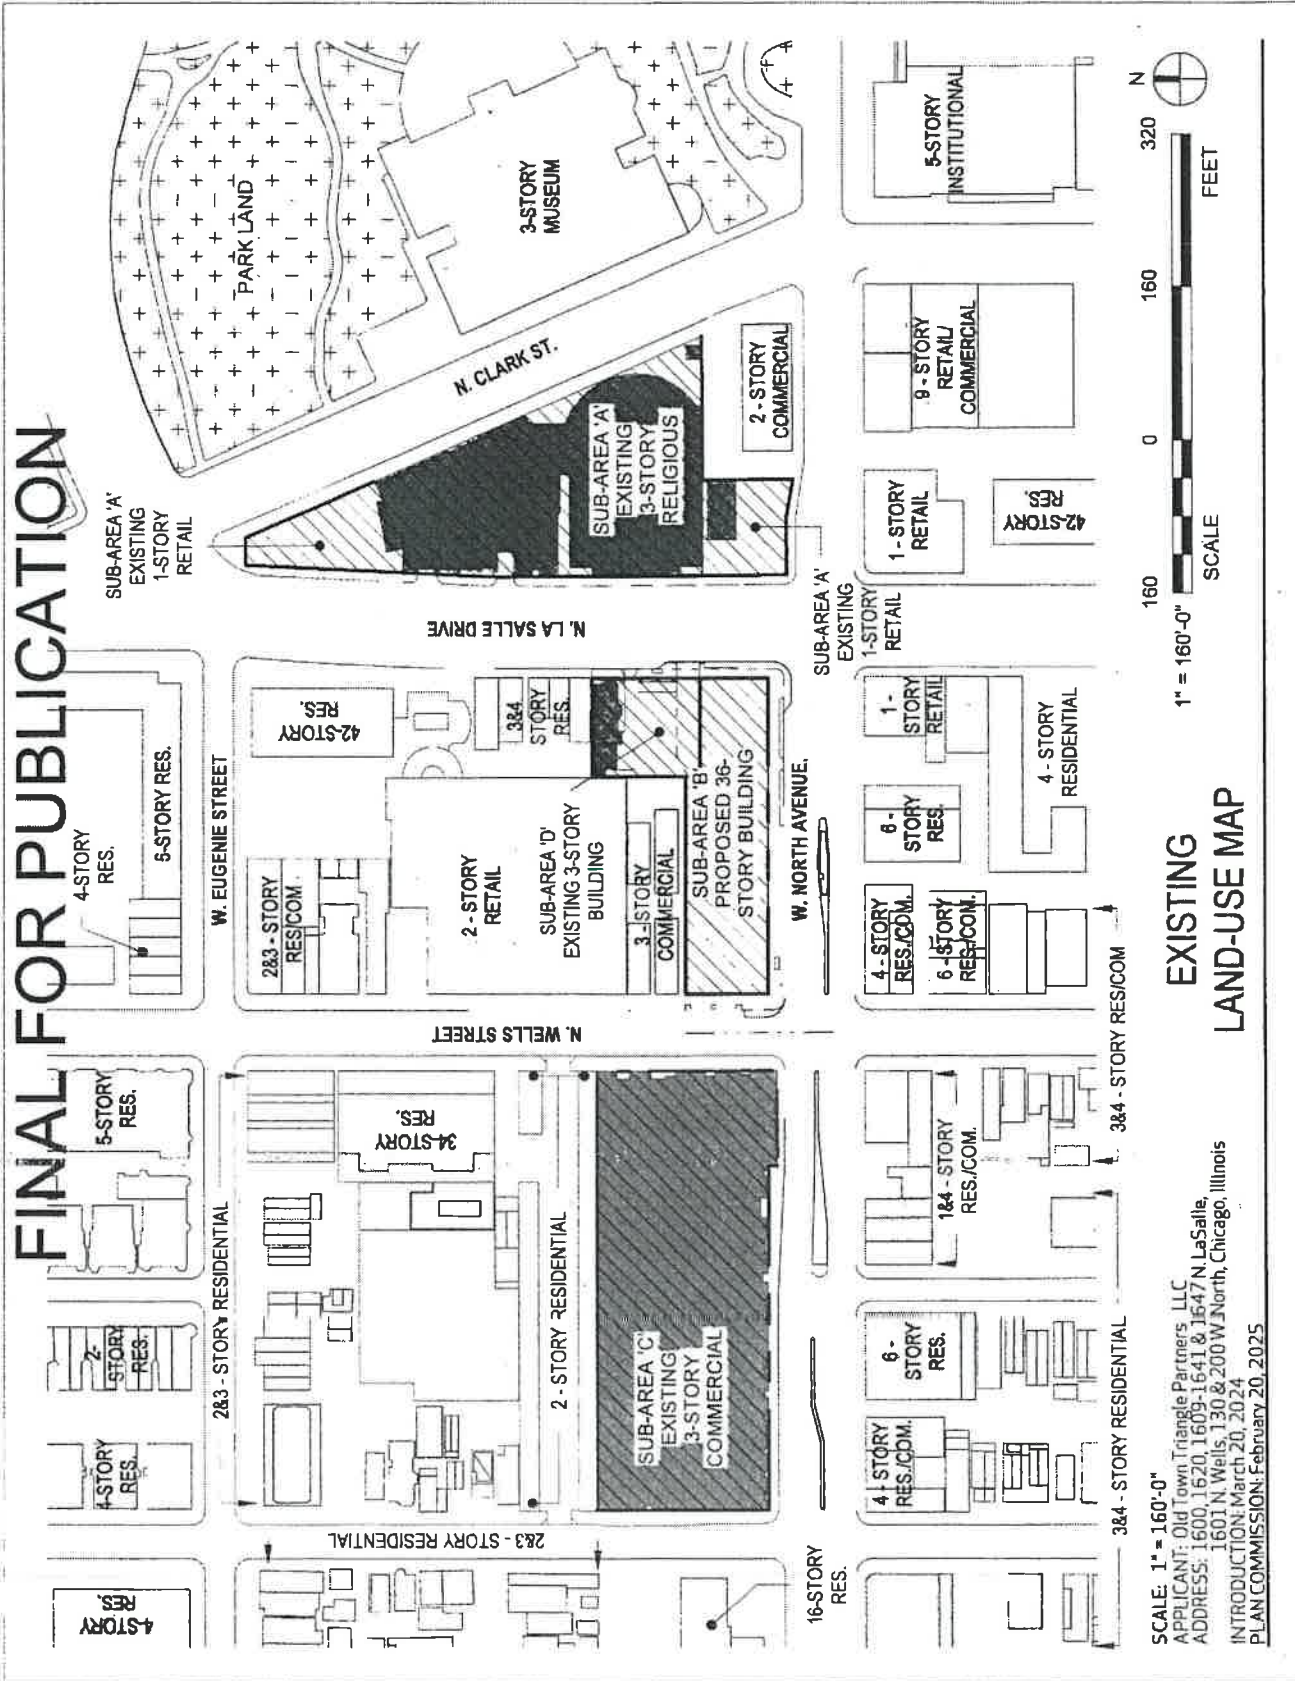 FINAL FOR PUBLICATION
4-STORY
RES.
4-STORY
RES.
2-
STORY
RES.
5-STORY
RES.
4-STORY
RES.
5-STORY RES.
SUB-AREA 'A'
EXISTING
1-STORY
RETAIL
PARK LAND
2&3 - STORY RESIDENTIAL
W. EUGENIE STREET
2&3 - STORY RESIDENTIAL
34-STORY
RES.
2&3 - STORY
RES/COM
42-STORY
RES.
N. WELLS STREET
N. LA SALLE DRIVE
N. CLARK ST.
3-STORY
MUSEUM
2 - STORY
RETAIL
3&4
STORY
RES.
2 - STORY RESIDENTIAL
SUB-AREA 'D'
EXISTING 3-STORY
BUILDING
3 - STORY
COMMERCIAL
SUB-AREA 'A'
EXISTING
3-STORY
RELIGIOUS
SUB-AREA 'C'
EXISTING
3-STORY
COMMERCIAL
SUB-AREA 'B'
PROPOSED 36-
STORY BUILDING
2 - STORY
COMMERCIAL
W. NORTH AVENUE.
16-STORY
RES.
SUB-AREA 'A'
EXISTING
1-STORY
RETAIL
4 - STORY
RES./COM.
6 -
STORY
RES.
1&4 - STORY
RES./COM.
4 - STORY
RES./COM.
6 - STORY
RES/COM.
6 -
STORY
RES.
1 -
STORY
RETAIL
4 - STORY
RESIDENTIAL
1 - STORY
RETAIL
42-STORY
RES.
9 - STORY
RETAIL/
COMMERCIAL
5-STORY
INSTITUTIONAL
3&4 - STORY RESIDENTIAL
3&4 - STORY RES/COM
EXISTING
LAND-USE MAP
160 0 160 320
1" = 160'-0"
SCALE FEET
N
SCALE: 1" = 160'-0"
APPLICANT: Old Town Triangle Partners I, LLC
ADDRESS: 1600, 1620, 1609-1641 & 1647 N. LaSalle,
1601 N. Wells, 130 & 200 W. North, Chicago, Illinois
INTRODUCTION: March 20, 2024
PLAN COMMISSION: February 20, 2025